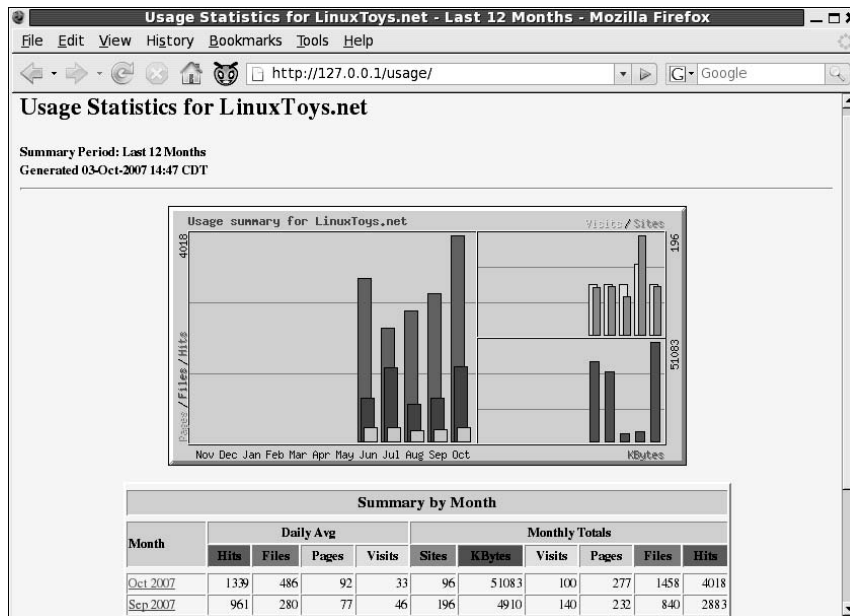 Usage Statistics for LinuxToys.net - Last 12 Months - Mozilla Firefox
File Edit View History Bookmarks Tools Help
http://127.0.0.1/usage/
G Google
Usage Statistics for LinuxToys.net
Summary Period: Last 12 Months
Generated 03-Oct-2007 14:47 CDT
Usage summary for LinuxToys.net
Visits/Sites
4018
196
Pages/Files/Hits
51083
Nov Dec Jan Feb Mar Apr May Jun Jul Aug Sep Oct
KBytes
Summary by Month
Month Daily Avg Monthly Totals
Hits Files Pages Visits Sites KBytes Visits Pages Files Hits
Oct 2007 1339 486 92 33 96 51083 100 277 1458 4018
Sep 2007 961 280 77 46 196 4910 140 232 840 2883